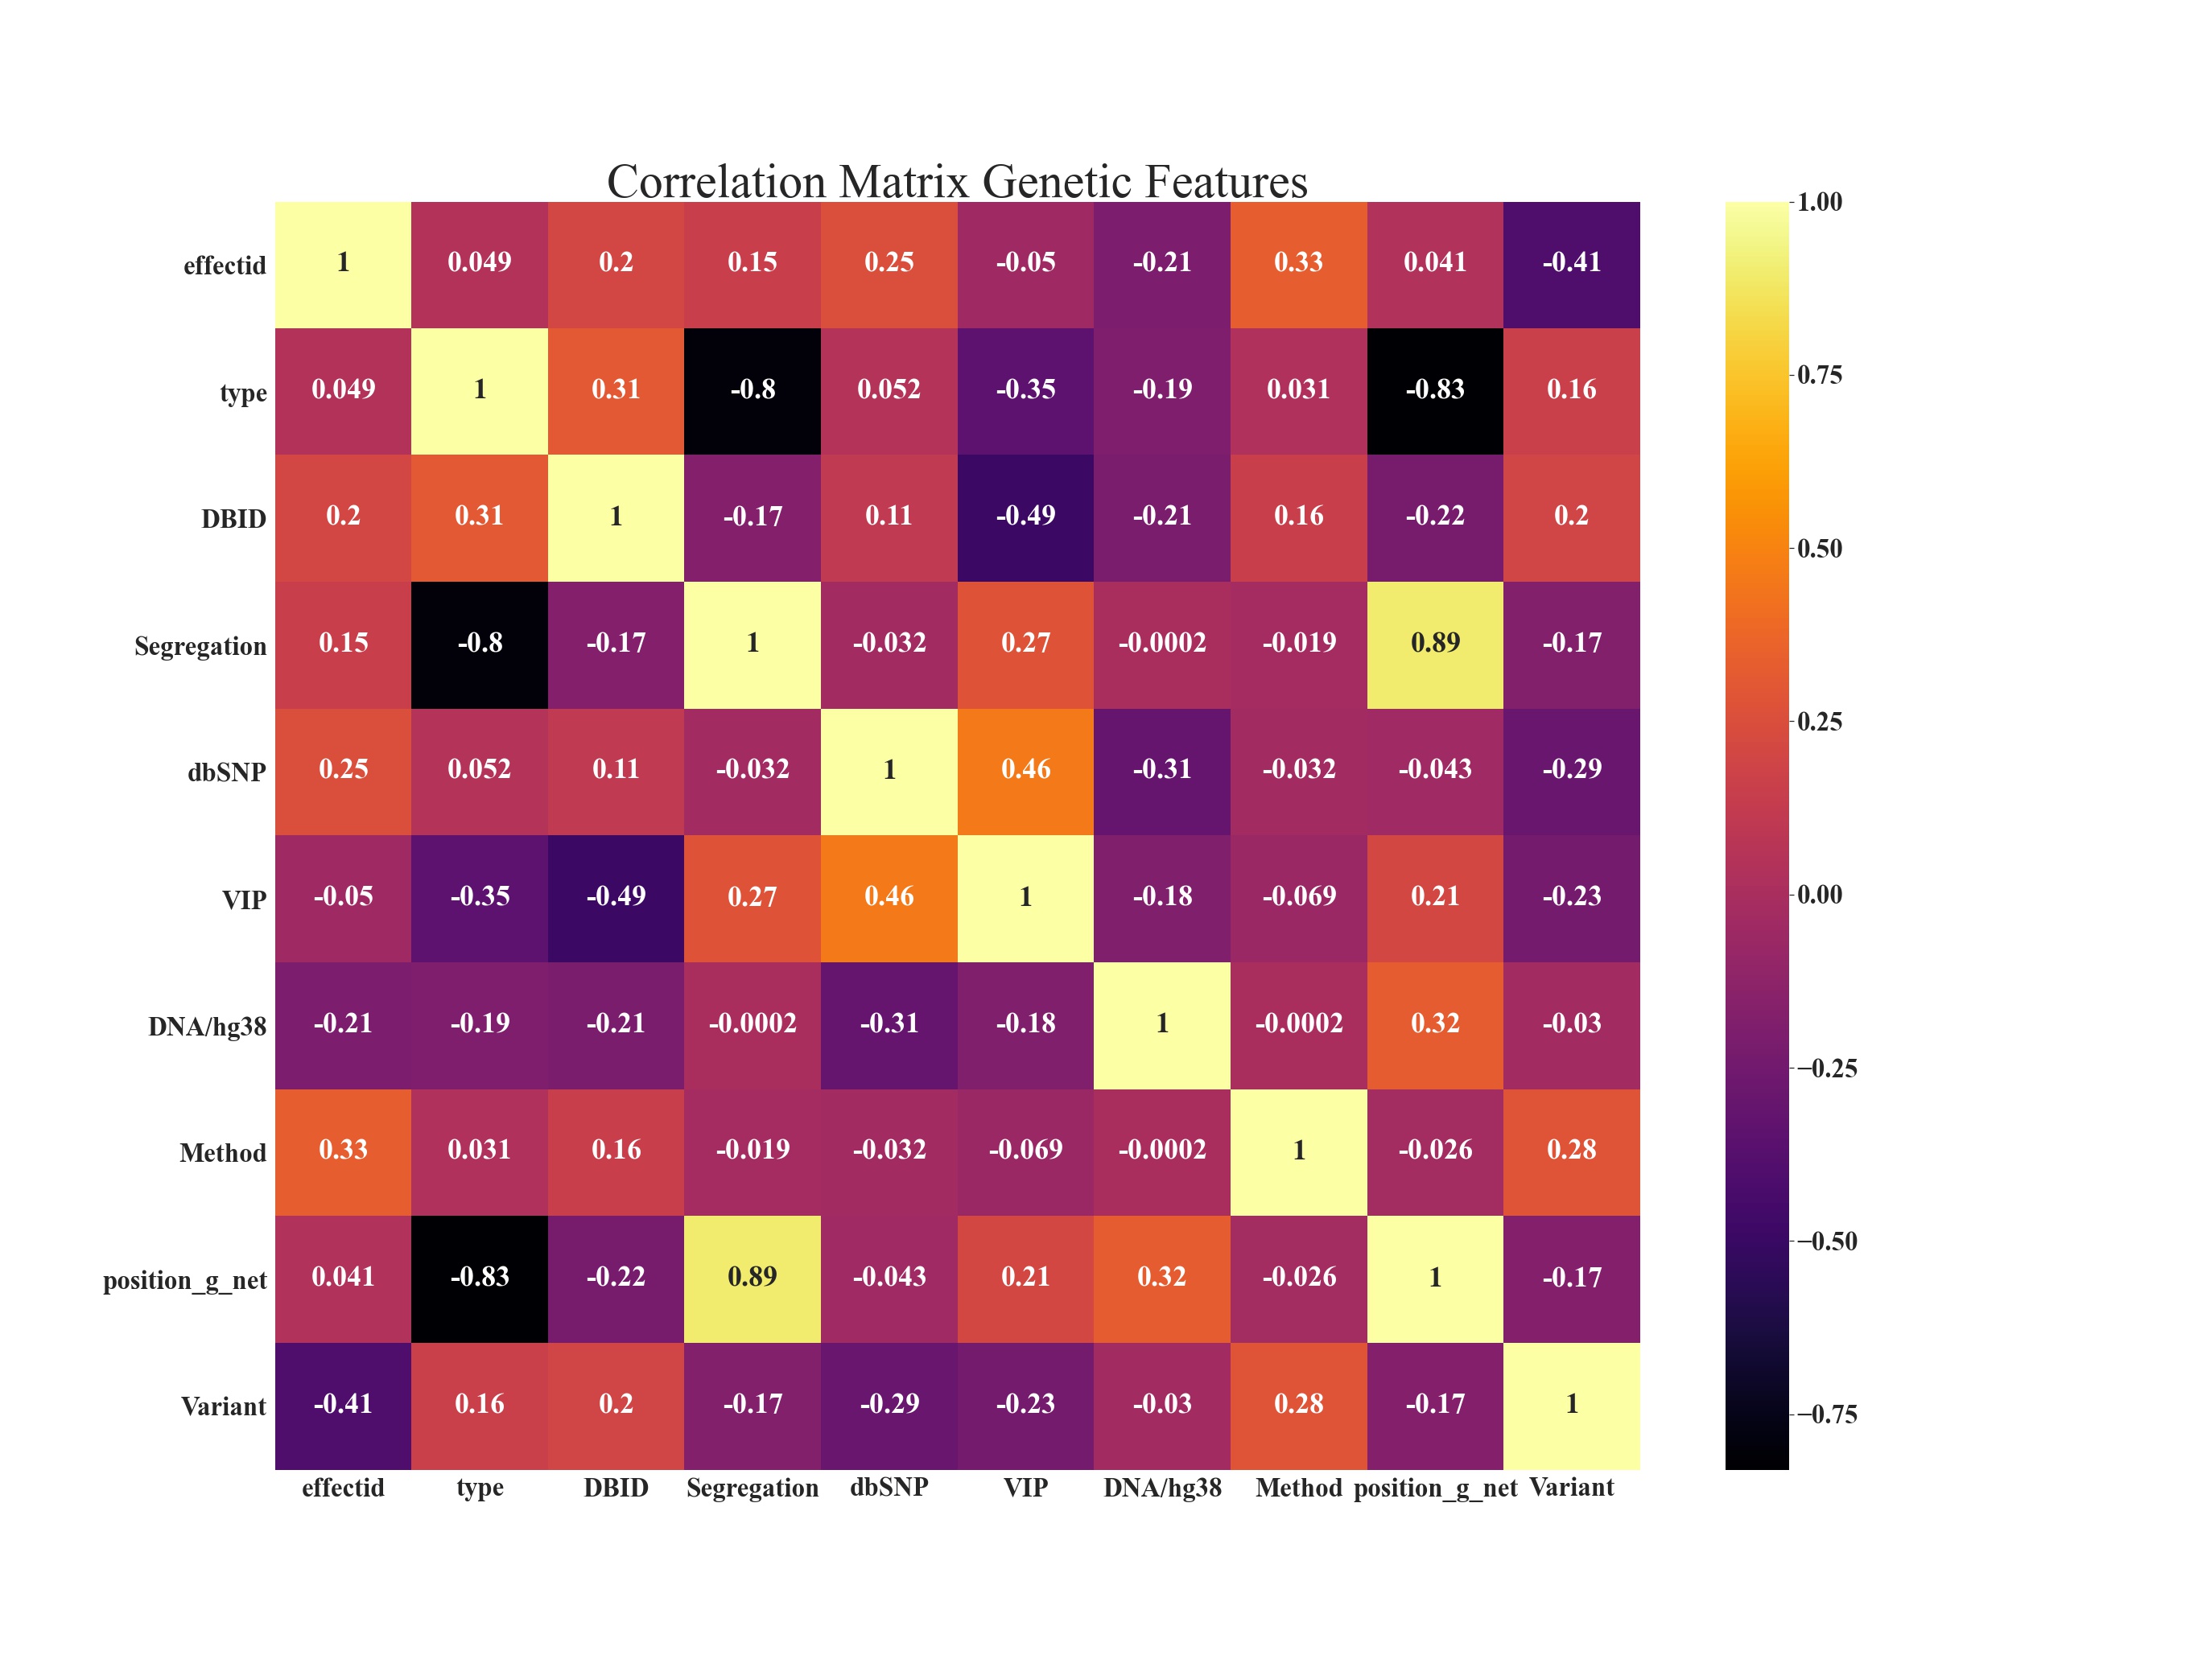 Correlation Matrix Genetic Features
effectid 1 0.049 0.2 0.15 0.25 -0.05 -0.21 0.33 0.041 -0.41
type 0.049 1 0.31 -0.8 0.052 -0.35 -0.19 0.031 -0.83 0.16
DBID 0.2 0.31 1 -0.17 0.11 -0.49 -0.21 0.16 -0.22 0.2
Segregation 0.15 -0.8 -0.17 1 -0.032 0.27 -0.0002 -0.019 0.89 -0.17
dbSNP 0.25 0.052 0.11 -0.032 1 0.46 -0.31 -0.032 -0.043 -0.29
VIP -0.05 -0.35 -0.49 0.27 0.46 1 -0.18 -0.069 0.21 -0.23
DNA/hg38 -0.21 -0.19 -0.21 -0.0002 -0.31 -0.18 1 -0.0002 0.32 -0.03
Method 0.33 0.031 0.16 -0.019 -0.032 -0.069 -0.0002 1 -0.026 0.28
position_g_net 0.041 -0.83 -0.22 0.89 -0.043 0.21 0.32 -0.026 1 -0.17
Variant -0.41 0.16 0.2 -0.17 -0.29 -0.23 -0.03 0.28 -0.17 1
effectid type DBID Segregation dbSNP VIP DNA/hg38 Method position_g_net Variant
1.00
0.75
0.50
0.25
0.00
−0.25
−0.50
−0.75